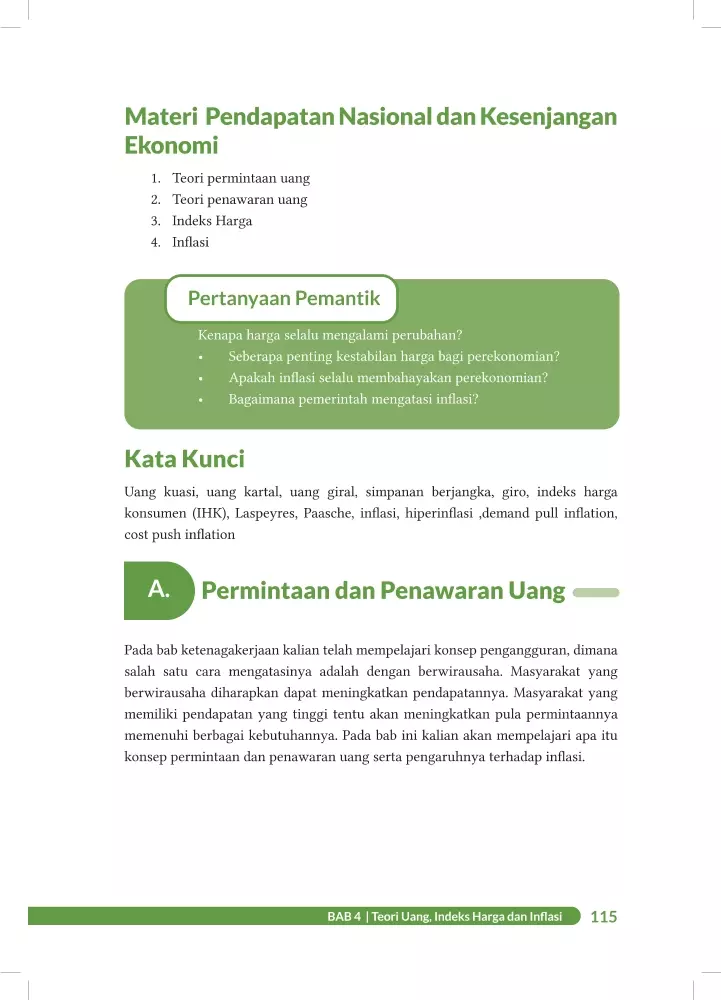 Materi Pendapatan Nasional dan Kesenjangan
Ekonomi
1. Teori permintaan uang
2. Teori penawaran uang
3. Indeks Harga
4. Inflasi
Pertanyaan Pemantik
Kenapa harga selalu mengalami perubahan?
• Seberapa penting kestabilan harga bagi perekonomian?
• Apakah inflasi selalu membahayakan perekonomian?
• Bagaimana pemerintah mengatasi inflasi?
Kata Kunci
Uang kuasi, uang kartal, uang giral, simpanan berjangka, giro, indeks harga
konsumen (IHK), Laspeyres, Paasche, inflasi, hiperinflasi ,demand pull inflation,
cost push inflation
A. Permintaan dan Penawaran Uang
Pada bab ketenagakerjaan kalian telah mempelajari konsep pengangguran, dimana
salah satu cara mengatasinya adalah dengan berwirausaha. Masyarakat yang
berwirausaha diharapkan dapat meningkatkan pendapatannya. Masyarakat yang
memiliki pendapatan yang tinggi tentu akan meningkatkan pula permintaannya
memenuhi berbagai kebutuhannya. Pada bab ini kalian akan mempelajari apa itu
konsep permintaan dan penawaran uang serta pengaruhnya terhadap inflasi.
BAB 4 | Teori Uang, Indeks Harga dan Inflasi 115